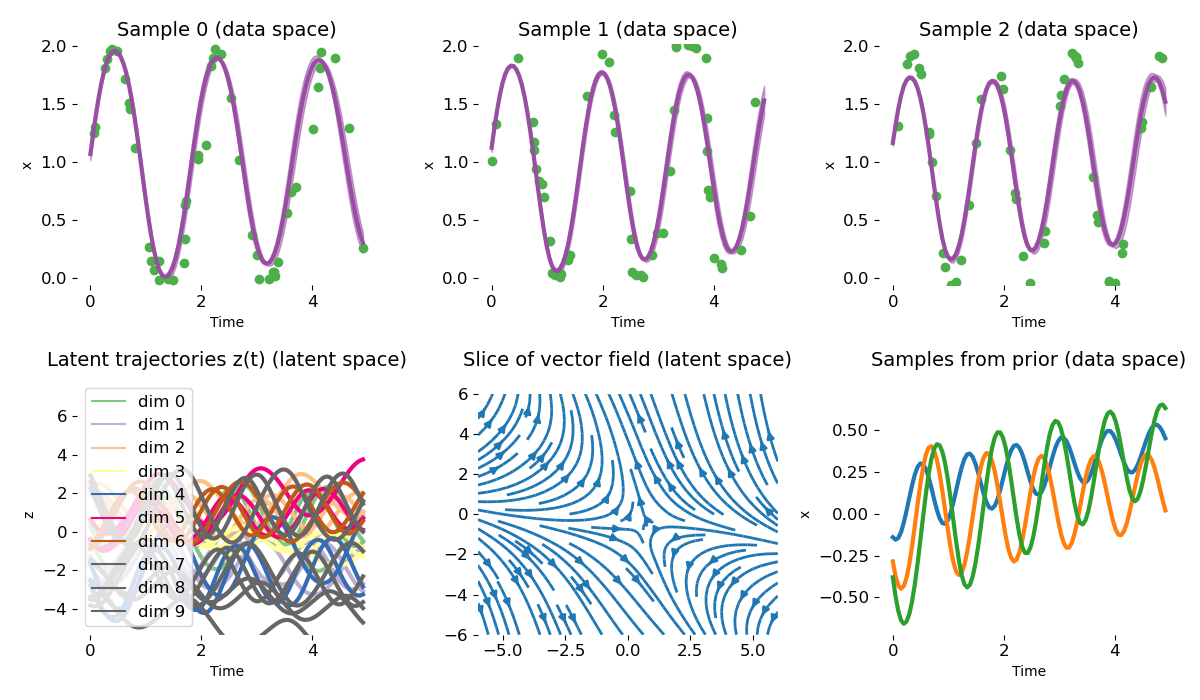 Sample 0 (data space)
Sample 1 (data space)
Sample 2 (data space)
2.0
1.5
1.0
0.5
0.0
x
0
2
4
Time
2.0
1.5
1.0
0.5
0.0
x
0
2
4
Time
2.0
1.5
1.0
0.5
0.0
x
0
2
4
Time
Latent trajectories z(t) (latent space)
Slice of vector field (latent space)
Samples from prior (data space)
6
4
2
0
−2
−4
z
dim 0
dim 1
dim 2
dim 3
dim 4
dim 5
dim 6
dim 7
dim 8
dim 9
0
2
4
Time
6
4
2
0
−2
−4
−6
−5.0
−2.5
0.0
2.5
5.0
0.50
0.25
0.00
−0.25
−0.50
x
0
2
4
Time